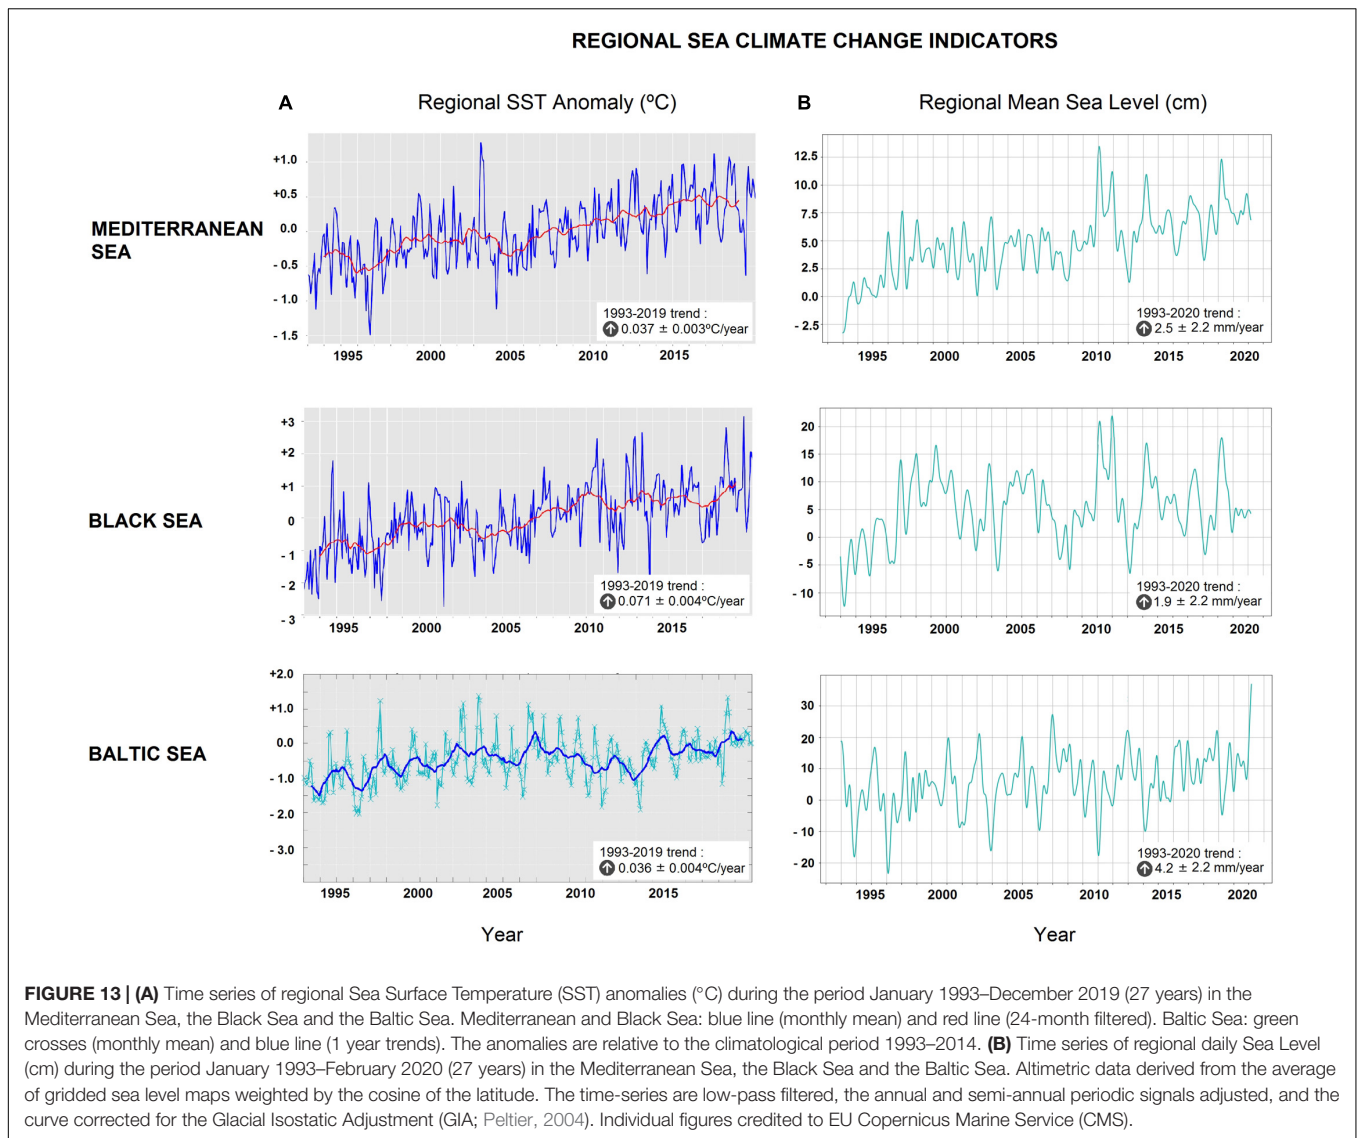 REGIONAL SEA CLIMATE CHANGE INDICATORS
A Regional SST Anomaly (ºC)
B Regional Mean Sea Level (cm)
MEDITERRANEAN
SEA
+1.0
+0.5
0.0
- 0.5
- 1.0
- 1.5
1993-2019 trend :
0.037 ± 0.003ºC/year
1995 2000 2005 2010 2015
12.5
10.0
7.5
5.0
2.5
0.0
- 2.5
1993-2020 trend :
2.5 ± 2.2 mm/year
1995 2000 2005 2010 2015 2020
BLACK SEA
+3
+2
+1
0
- 1
- 2
- 3
1993-2019 trend :
0.071 ± 0.004ºC/year
1995 2000 2005 2010 2015
20
15
10
5
0
- 5
- 10
1993-2020 trend :
1.9 ± 2.2 mm/year
1995 2000 2005 2010 2015 2020
BALTIC SEA
+2.0
+1.0
0.0
- 1.0
- 2.0
- 3.0
1993-2019 trend :
0.036 ± 0.004ºC/year
1995 2000 2005 2010 2015
30
20
10
0
- 10
- 20
1993-2020 trend :
4.2 ± 2.2 mm/year
1995 2000 2005 2010 2015 2020
Year
Year
FIGURE 13 | (A) Time series of regional Sea Surface Temperature (SST) anomalies (°C) during the period January 1993–December 2019 (27 years) in the
Mediterranean Sea, the Black Sea and the Baltic Sea. Mediterranean and Black Sea: blue line (monthly mean) and red line (24-month filtered). Baltic Sea: green
crosses (monthly mean) and blue line (1 year trends). The anomalies are relative to the climatological period 1993–2014. (B) Time series of regional daily Sea Level
(cm) during the period January 1993–February 2020 (27 years) in the Mediterranean Sea, the Black Sea and the Baltic Sea. Altimetric data derived from the average
of gridded sea level maps weighted by the cosine of the latitude. The time-series are low-pass filtered, the annual and semi-annual periodic signals adjusted, and the
curve corrected for the Glacial Isostatic Adjustment (GIA; Peltier, 2004). Individual figures credited to EU Copernicus Marine Service (CMS).